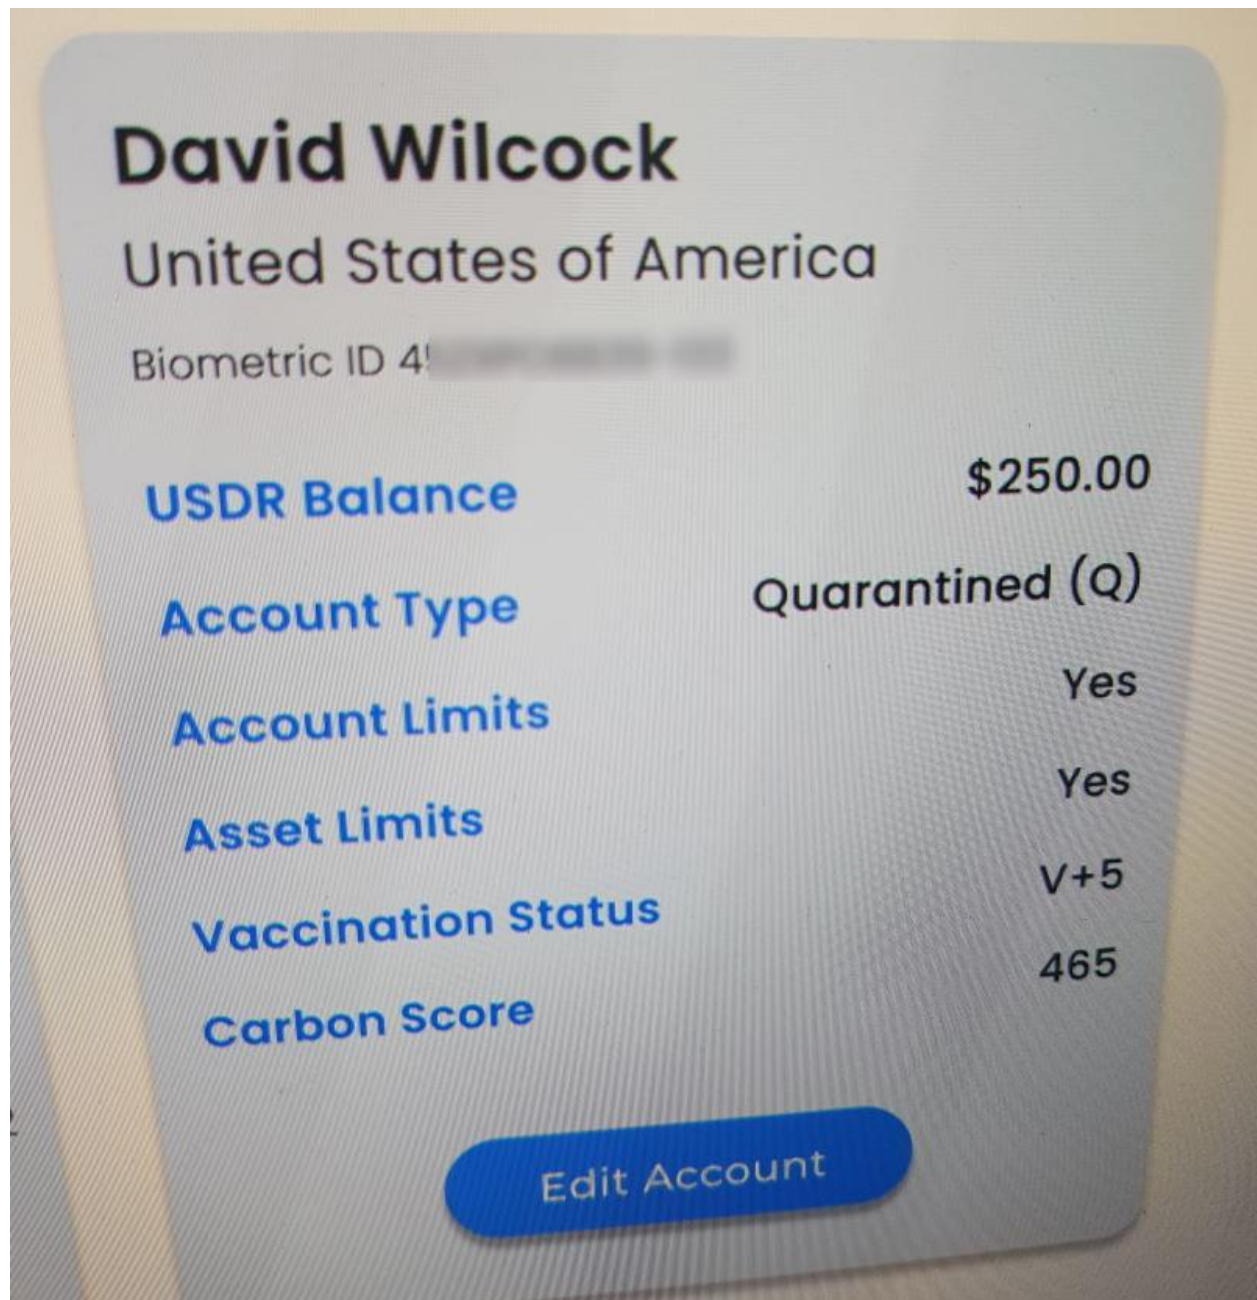 David Wilcock
United States of America
Biometric ID 4
USDR Balance $250.00
Account Type Quarantined (Q)
Account Limits Yes
Asset Limits Yes
Vaccination Status V+5
Carbon Score 465
Edit Account